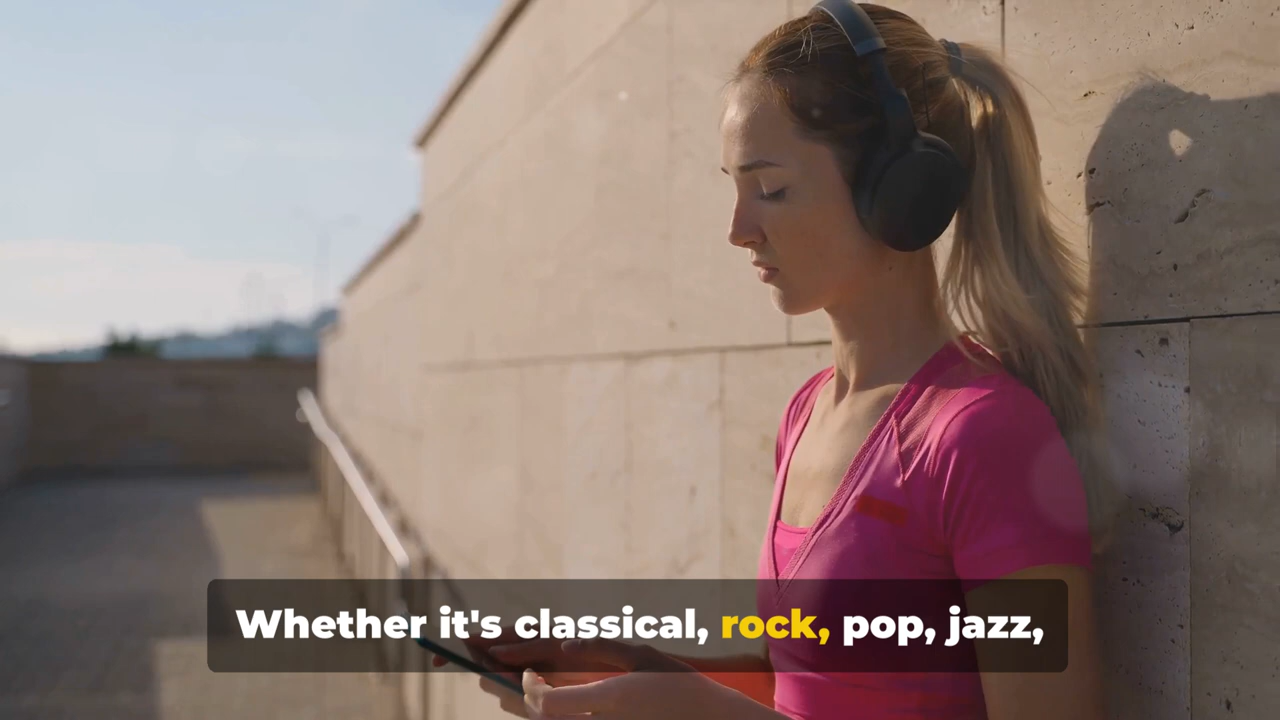 Whether it's classical, rock, pop, jazz,